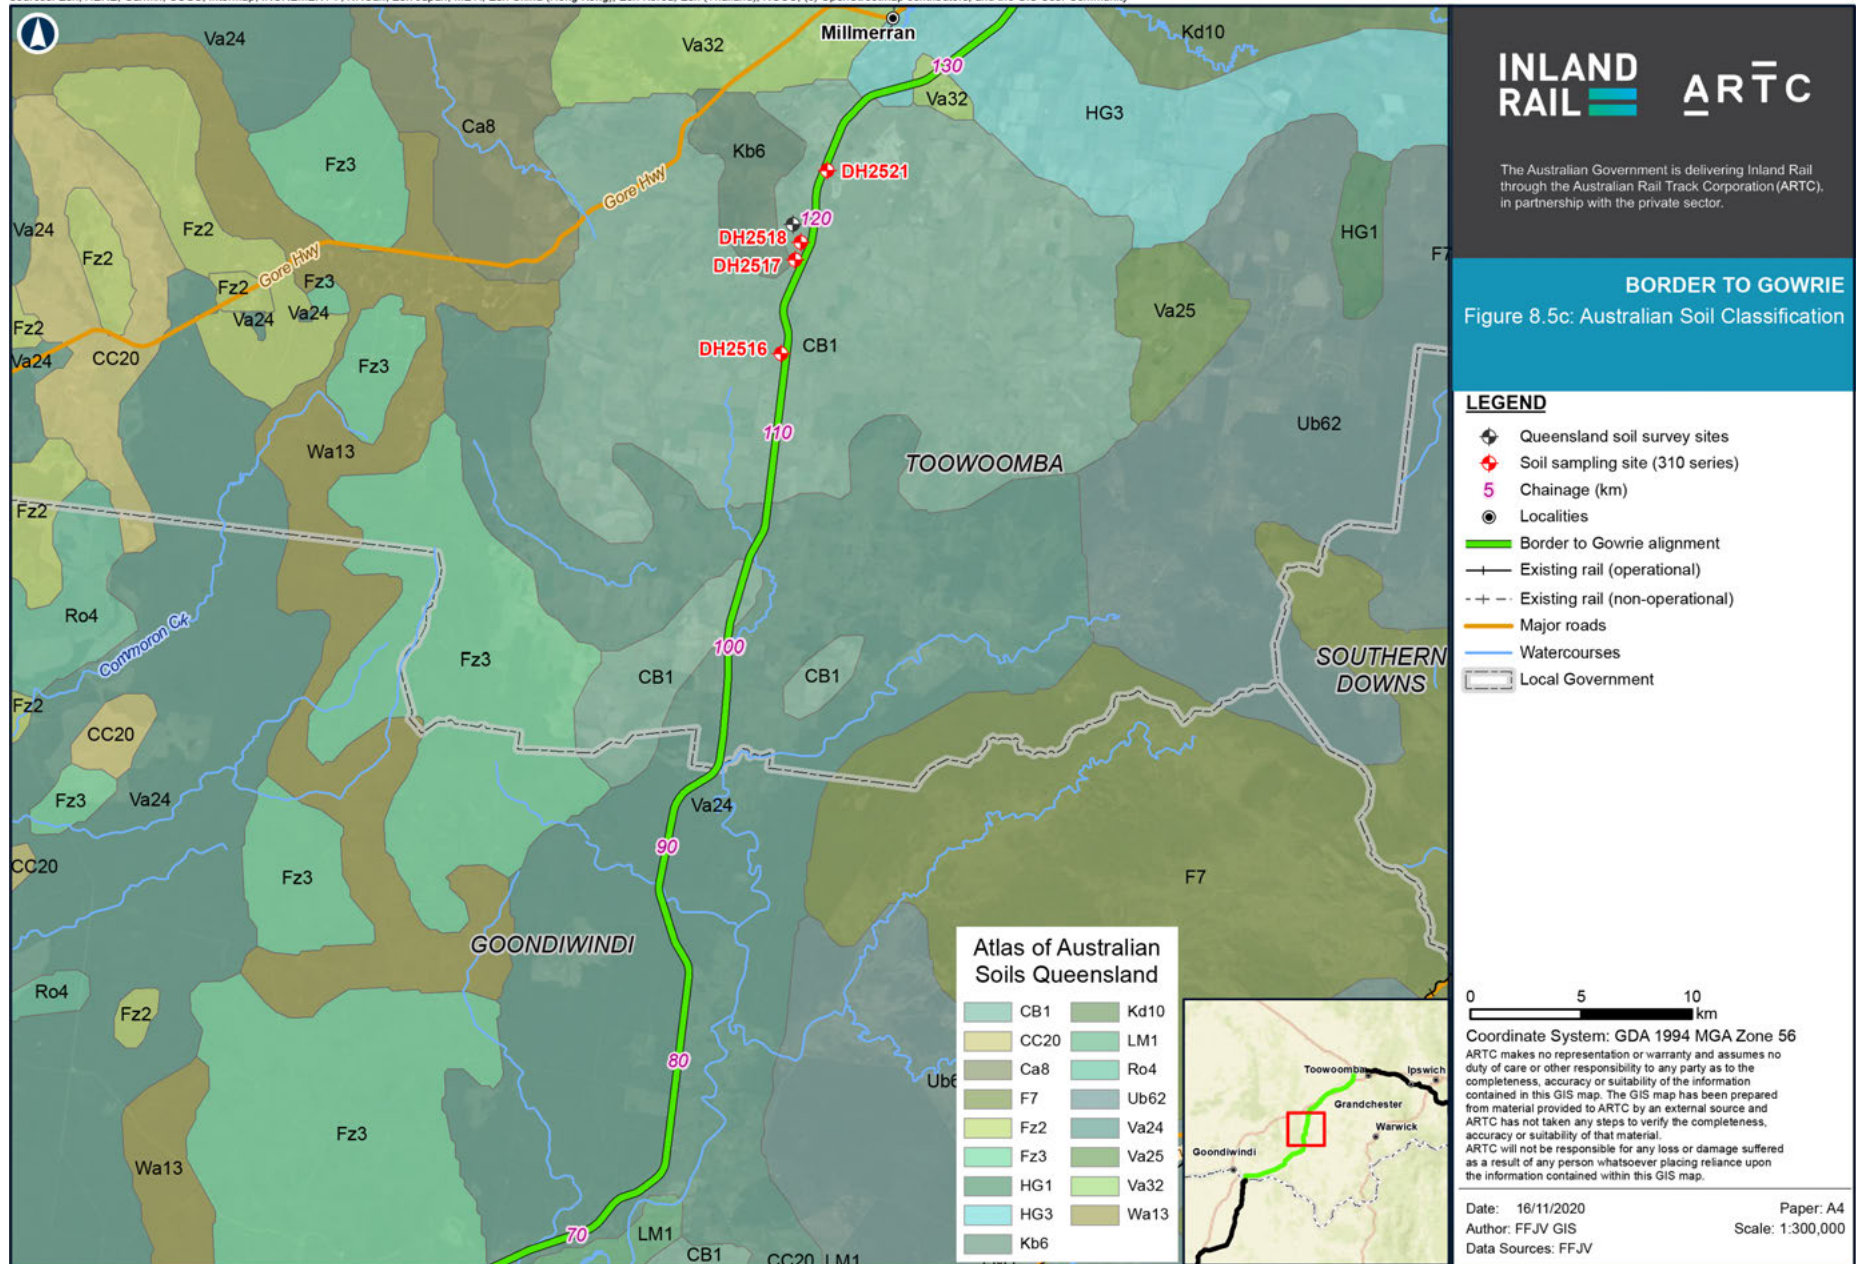 Va24
Va32
Millmerran
Kd10
130
Va32
HG3
Ca8
Kb6
Fz3
DH2521
Gore Hwy
120
Va24
Fz2
DH2518
HG1
Fz2
DH2517
F7
Gore Hwy
Fz2
Fz3
Va24
Va24
Va25
Fz2
Va24
CC20
Fz3
DH2516
CB1
Ub62
110
Wa13
TOOWOOMBA
Fz2
Ro4
Commoron Ck
100
Fz3
CB1
CB1
SOUTHERN
DOWNS
Fz2
CC20
Fz3
Va24
Va24
90
CC20
Fz3
F7
GOONDIWINDI
Ro4
Fz2
80
Fz3
Wa13
70
LM1
CB1
CC20
LM1
Atlas of Australian
Soils Queensland
CB1
CC20
Ca8
F7
Fz2
Fz3
HG1
HG3
Kb6
Kd10
LM1
Ro4
Ub62
Va24
Va25
Va32
Wa13
Toowoomba
Ipswich
Grandchester
Warwick
Goondiwindi
INLAND
RAIL
ARTC
The Australian Government is delivering Inland Rail
through the Australian Rail Track Corporation (ARTC),
in partnership with the private sector.
BORDER TO GOWRIE
Figure 8.5c: Australian Soil Classification
LEGEND
Queensland soil survey sites
Soil sampling site (310 series)
5 Chainage (km)
Localities
Border to Gowrie alignment
Existing rail (operational)
Existing rail (non-operational)
Major roads
Watercourses
Local Government
0 5 10
km
Coordinate System: GDA 1994 MGA Zone 56
ARTC makes no representation or warranty and assumes no
duty of care or other responsibility to any party as to the
completeness, accuracy or suitability of the information
contained in this GIS map. The GIS map has been prepared
from material provided to ARTC by an external source and
ARTC has not taken any steps to verify the completeness,
accuracy or suitability of that material.
ARTC will not be responsible for any loss or damage suffered
as a result of any person whatsoever placing reliance upon
the information contained within this GIS map.
Date: 16/11/2020
Paper: A4
Author: FFJV GIS
Scale: 1:300,000
Data Sources: FFJV